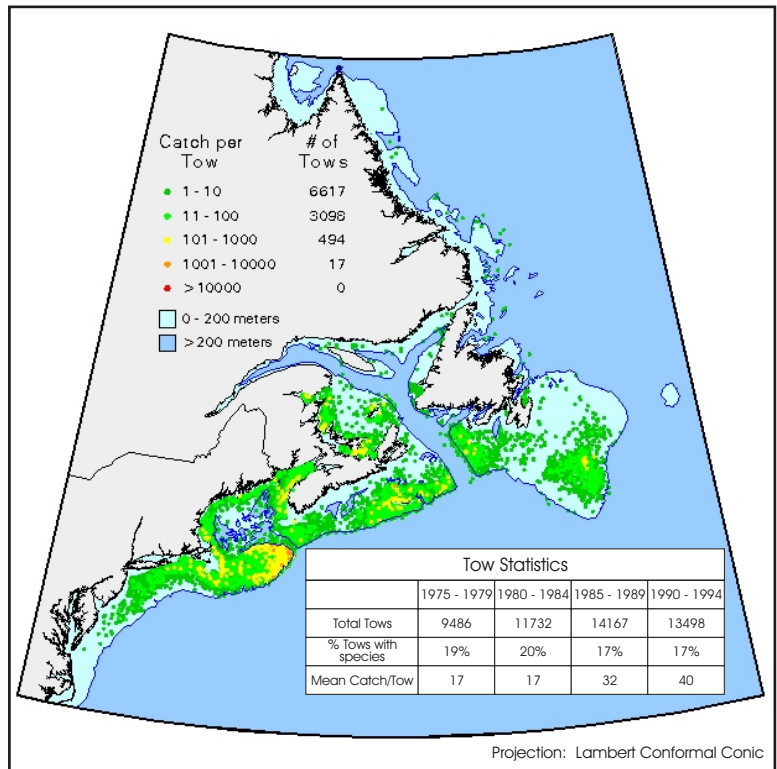 Catch per # of
Tow Tows
1 - 10 6617
11 - 100 3098
101 - 1000 494
1001 - 10000 17
>10000 0
0 - 200 meters
>200 meters
Tow Statistics
1975 - 1979 1980 - 1984 1985 - 1989 1990 - 1994
Total Tows 9486 11732 14167 13498
% Tows with
species 19% 20% 17% 17%
Mean Catch/Tow 17 17 32 40
Projection: Lambert Conformal Conic